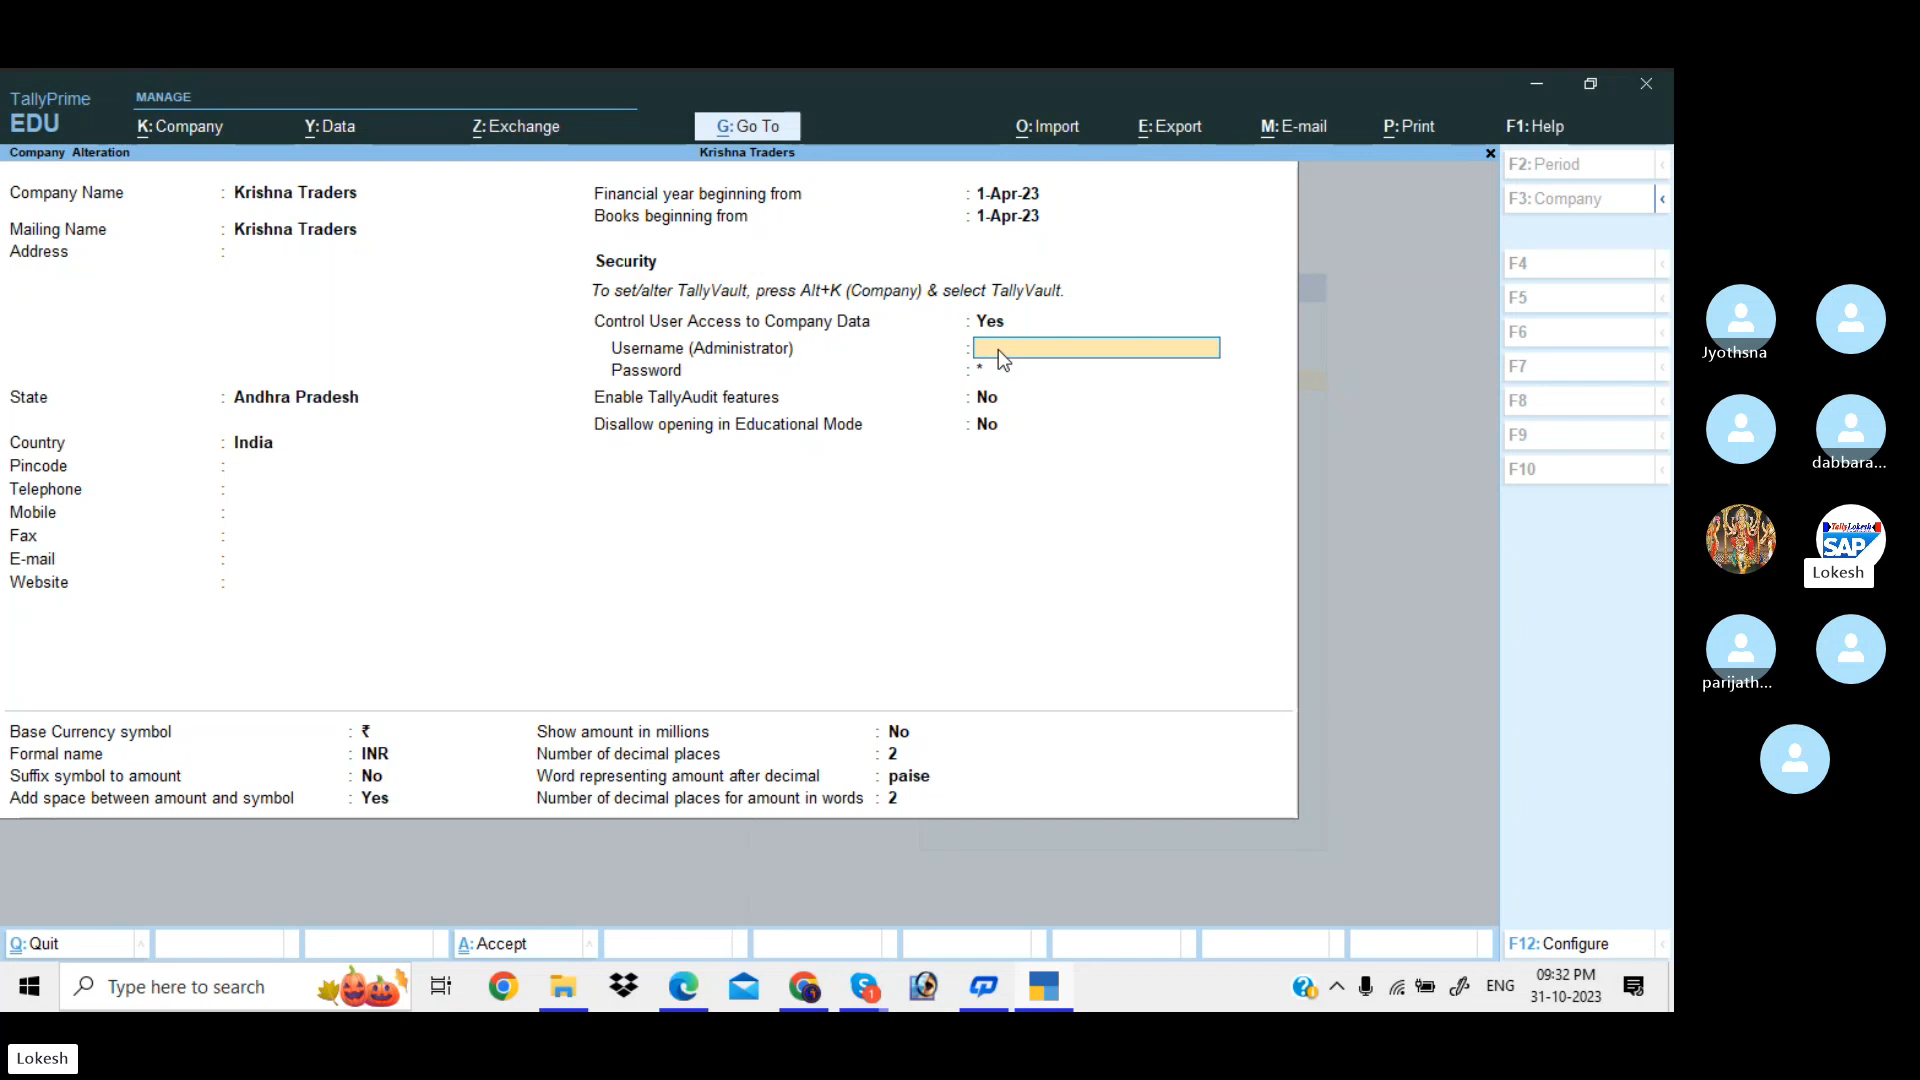 TallyPrime
EDU
MANAGE
K: Company
Y: Data
Z: Exchange
G: Go To
O: Import
E: Export
M: E-mail
P: Print
F1: Help
Company Alteration
Krishna Traders
Company Name : Krishna Traders
Mailing Name : Krishna Traders
Address :
State : Andhra Pradesh
Country : India
Pincode :
Telephone :
Mobile :
Fax :
E-mail :
Website :
Financial year beginning from : 1-Apr-23
Books beginning from : 1-Apr-23
Security
To set/alter TallyVault, press Alt+K (Company) & select TallyVault.
Control User Access to Company Data : Yes
Username (Administrator) :
Password : *
Enable TallyAudit features : No
Disallow opening in Educational Mode : No
Base Currency symbol : ₹
Formal name : INR
Suffix symbol to amount : No
Add space between amount and symbol : Yes
Show amount in millions : No
Number of decimal places : 2
Word representing amount after decimal : paise
Number of decimal places for amount in words : 2
F2: Period
F3: Company
F4
F5
F6
F7
F8
F9
F10
F12: Configure
Q: Quit
A: Accept
Type here to search
1
ENG
09:32 PM
31-10-2023
Jyothsna
dabbara...
TallyLokesh
SAP
Lokesh
parijath...
Lokesh